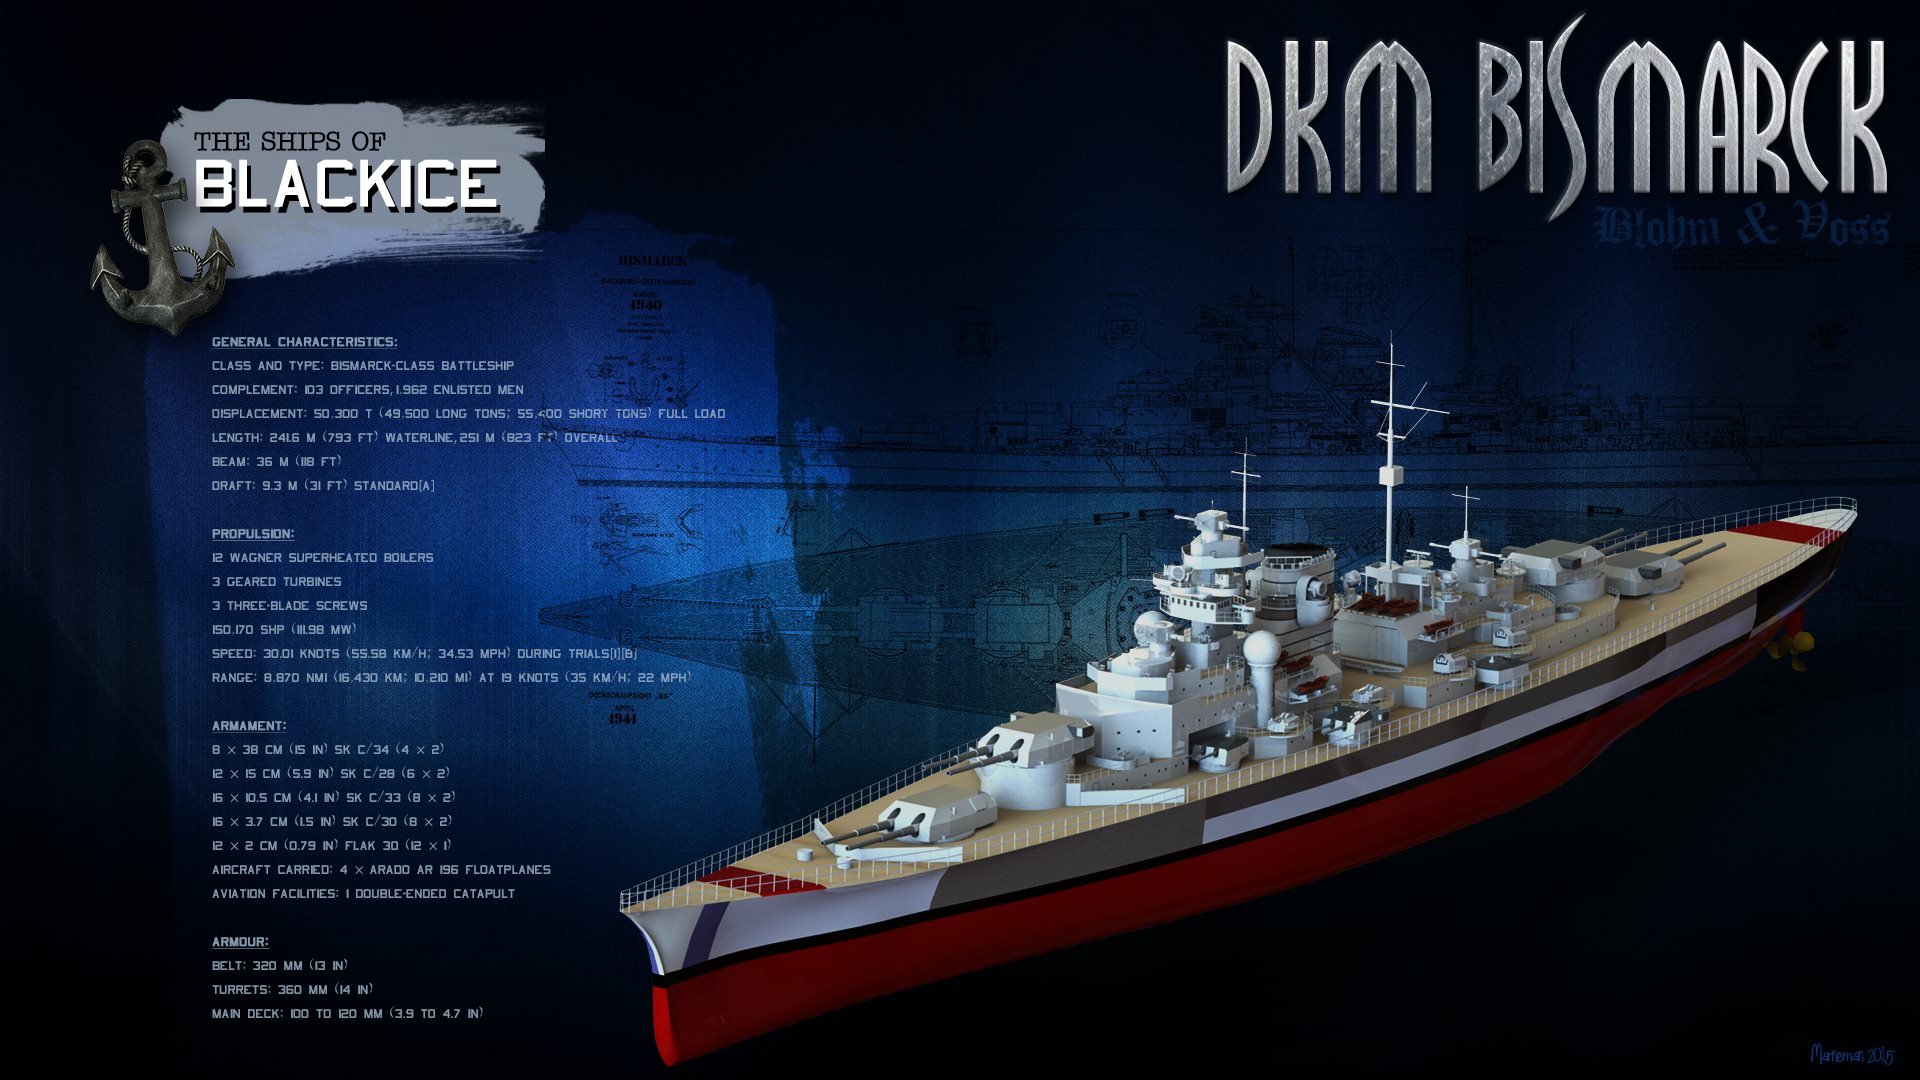 DKM BISMARCK
Blohm & Voss
THE SHIPS OF
BLACKICE
BISMARCK
BACKBORD-SEITENANSICHT
AUGUST
1940
GENERAL CHARACTERISTICS:
CLASS AND TYPE: BISMARCK-CLASS BATTLESHIP
COMPLEMENT: 103 OFFICERS, 1.962 ENLISTED MEN
DISPLACEMENT: 50.300 T (49.500 LONG TONS; 55.400 SHORT TONS) FULL LOAD
LENGTH: 241.6 M (793 FT) WATERLINE, 251 M (823 FT) OVERALL
BEAM: 36 M (118 FT)
DRAFT: 9.3 M (31 FT) STANDARD[A]
PROPULSION:
12 WAGNER SUPERHEATED BOILERS
3 GEARED TURBINES
3 THREE-BLADE SCREWS
150.170 SHP (111.98 MW)
SPEED: 30.01 KNOTS (55.58 KM/H; 34.53 MPH) DURING TRIALS[1][B]
RANGE: 8.870 NMI (16.430 KM; 10.210 MI) AT 19 KNOTS (35 KM/H; 22 MPH)
DECKSDRAUFSICHT „BS"
APRIL
1941
ARMAMENT:
8 × 38 CM (15 IN) SK C/34 (4 × 2)
12 × 15 CM (5.9 IN) SK C/28 (6 × 2)
16 × 10.5 CM (4.1 IN) SK C/33 (8 × 2)
16 × 3.7 CM (1.5 IN) SK C/30 (8 × 2)
12 × 2 CM (0.79 IN) FLAK 30 (12 × 1)
AIRCRAFT CARRIED: 4 × ARADO AR 196 FLOATPLANES
AVIATION FACILITIES: 1 DOUBLE-ENDED CATAPULT
ARMOUR:
BELT: 320 MM (13 IN)
TURRETS: 360 MM (14 IN)
MAIN DECK: 100 TO 120 MM (3.9 TO 4.7 IN)
Marneman 2015